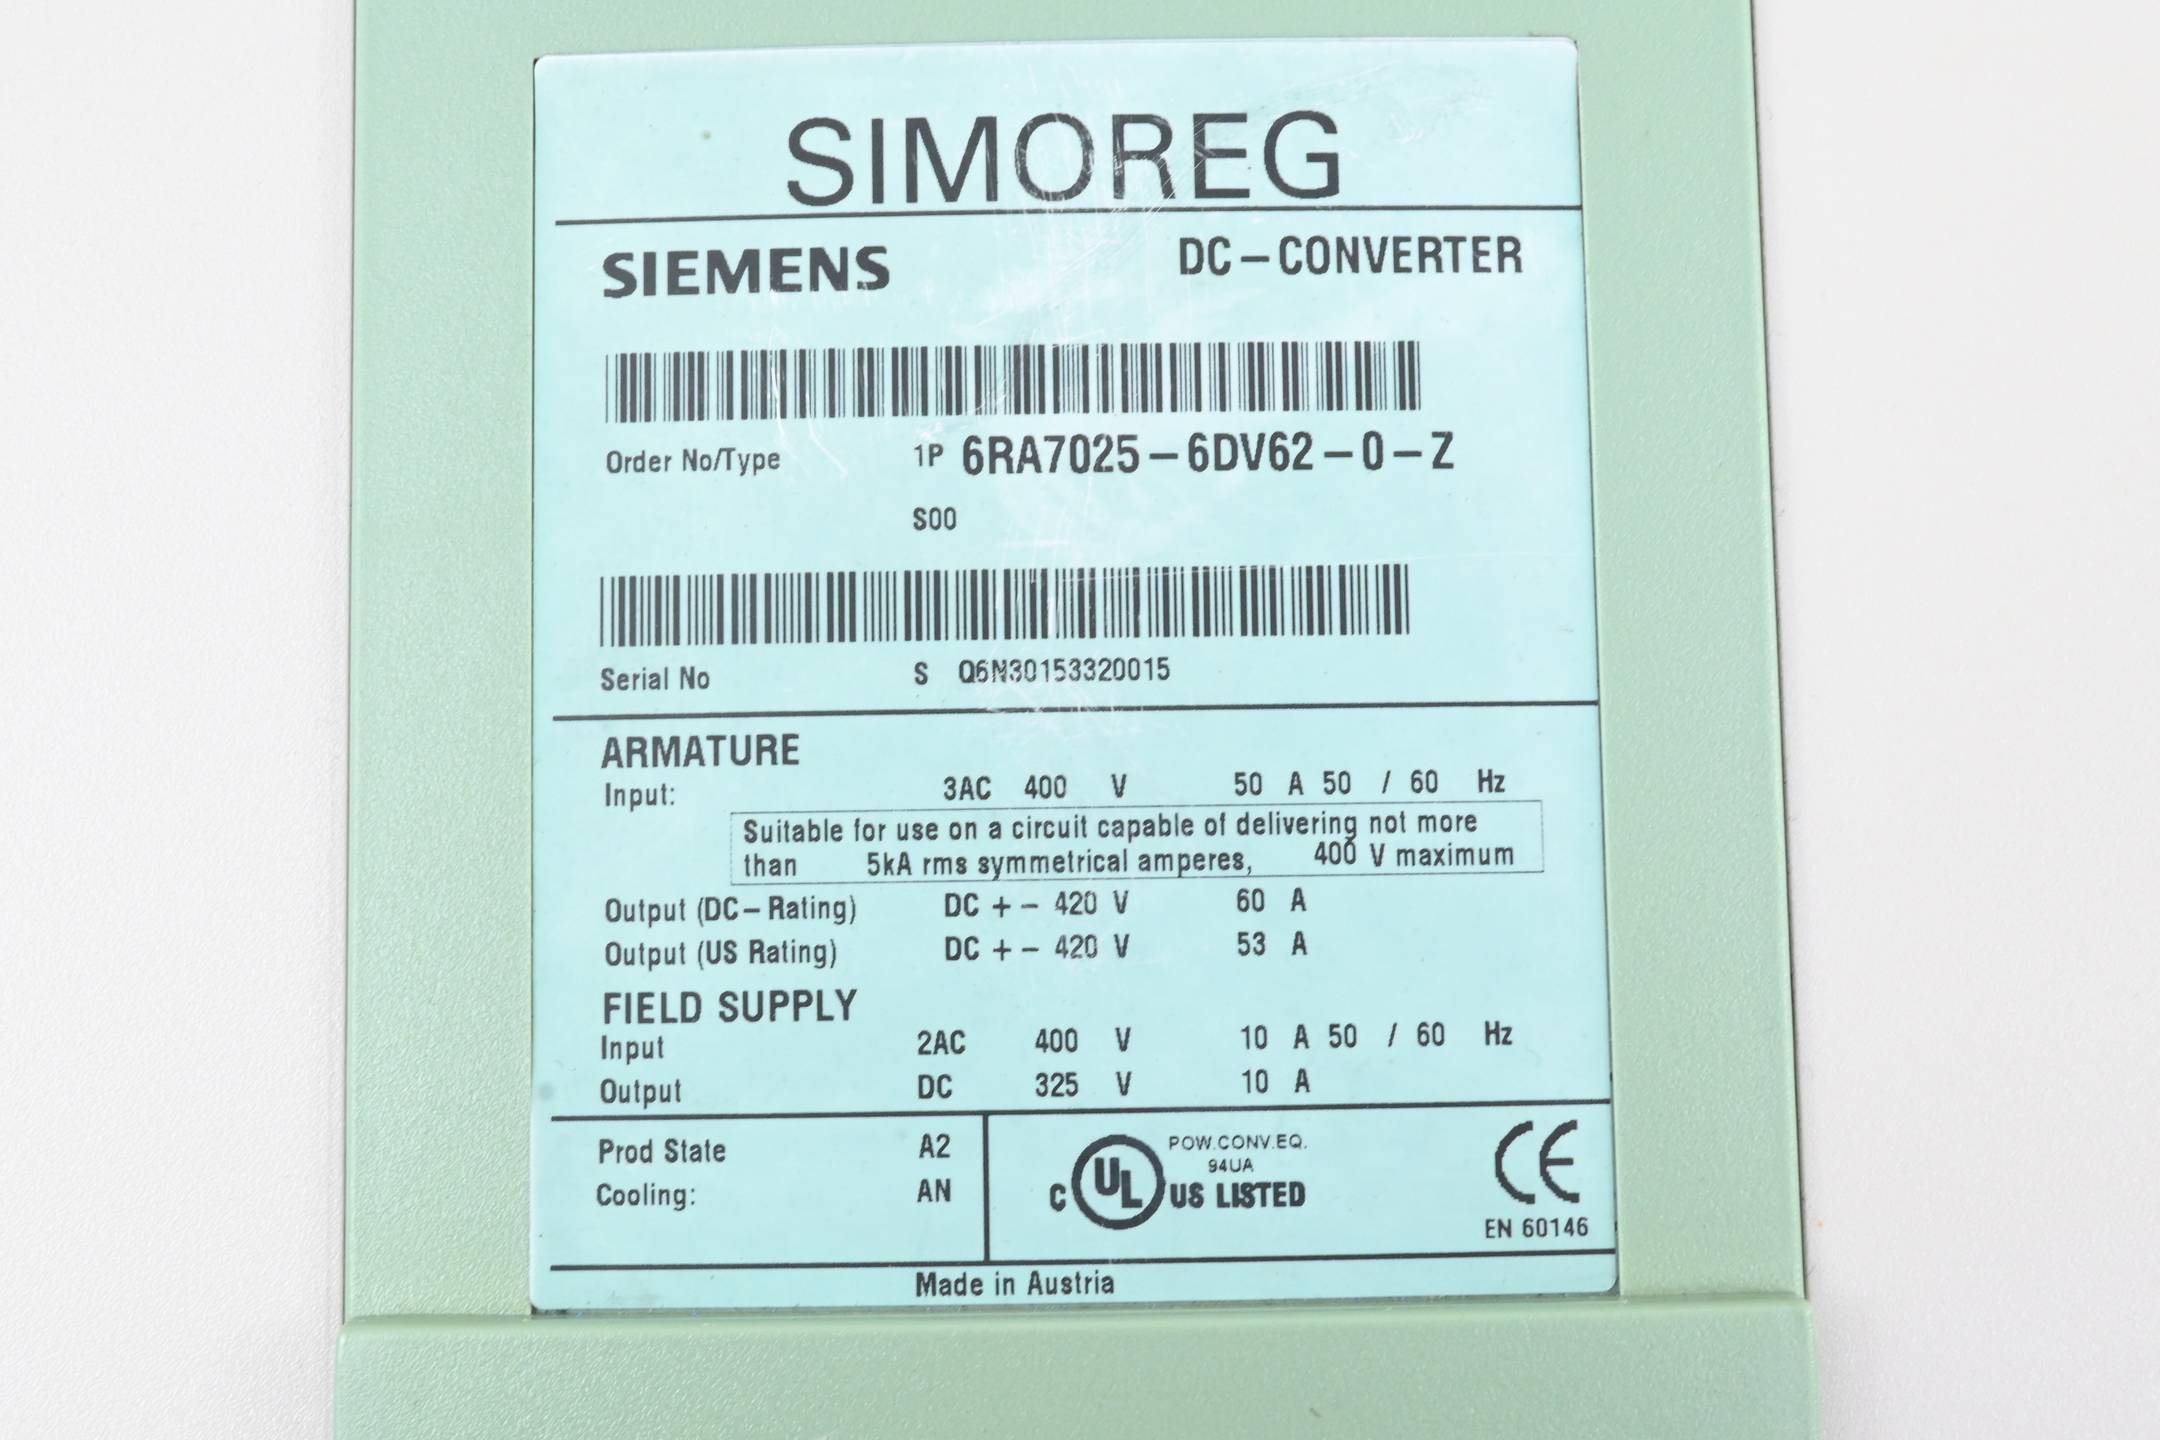 SIMOREG
SIEMENS DC-CONVERTER
Order No/Type 1P 6RA7025-6DV62-0-Z
S00
Serial No S Q6N30153320015
ARMATURE
Input: 3AC 400 V 50 A 50 / 60 Hz
Suitable for use on a circuit capable of delivering not more
than 5kA rms symmetrical amperes, 400 V maximum
Output (DC-Rating) DC +- 420 V 60 A
Output (US Rating) DC +- 420 V 53 A
FIELD SUPPLY
Input 2AC 400 V 10 A 50 / 60 Hz
Output DC 325 V 10 A
Prod State A2
Cooling: AN
POW.CONV.EQ.
94UA
C UL US LISTED
CE
EN 60146
Made in Austria